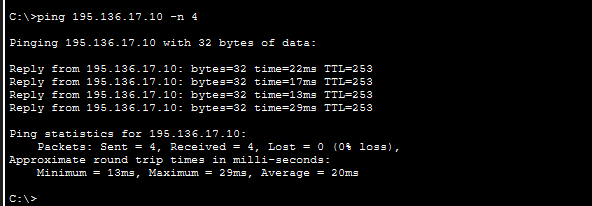 C:\>ping 195.136.17.10 -n 4
Pinging 195.136.17.10 with 32 bytes of data:
Reply from 195.136.17.10: bytes=32 time=22ms TTL=253
Reply from 195.136.17.10: bytes=32 time=17ms TTL=253
Reply from 195.136.17.10: bytes=32 time=13ms TTL=253
Reply from 195.136.17.10: bytes=32 time=29ms TTL=253
Ping statistics for 195.136.17.10:
    Packets: Sent = 4, Received = 4, Lost = 0 (0% loss),
Approximate round trip times in milli-seconds:
    Minimum = 13ms, Maximum = 29ms, Average = 20ms
C:\>